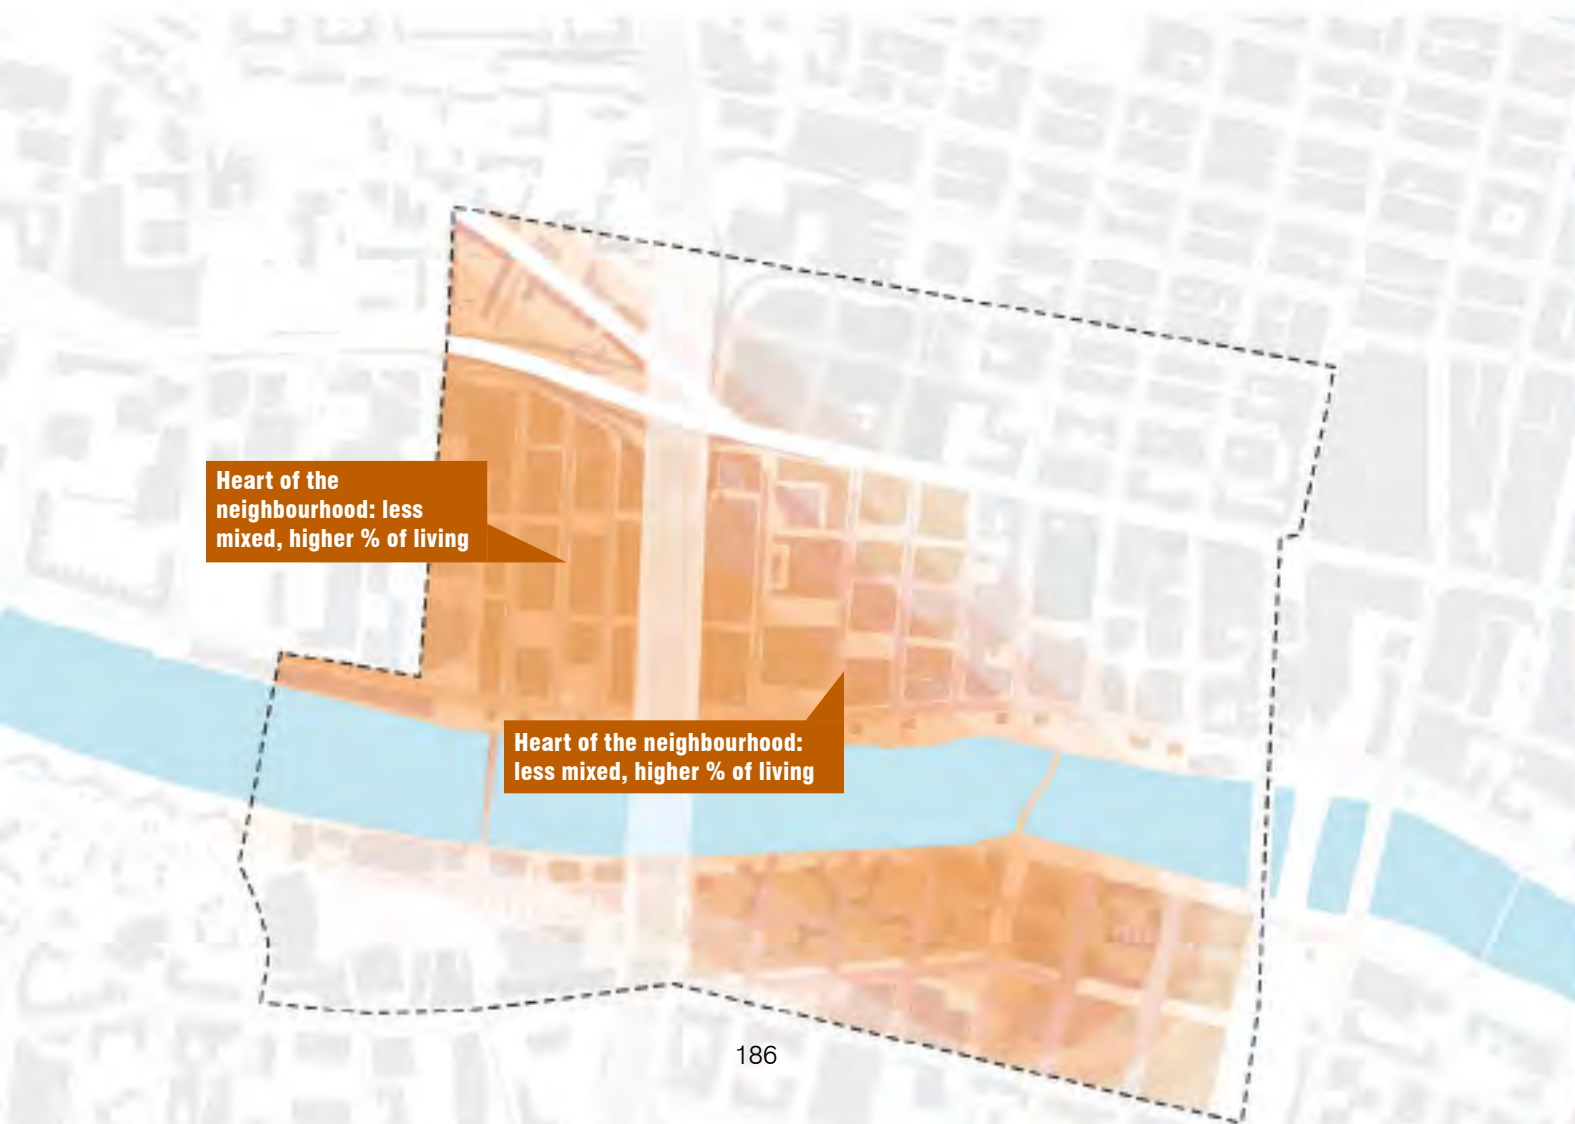 Heart of the
neighbourhood: less
mixed, higher % of living
Heart of the neighbourhood:
less mixed, higher % of living
186